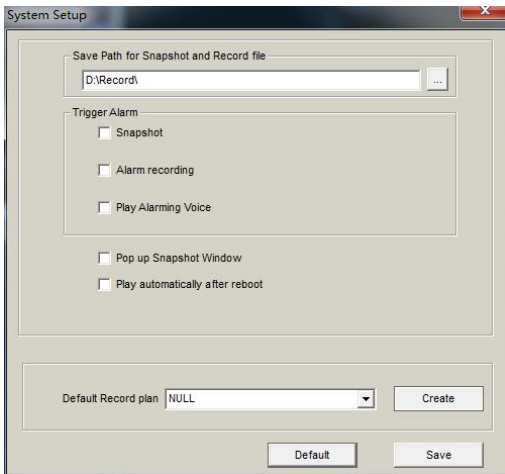 System Setup
Save Path for Snapshot and Record file
D:\Record\
...
Trigger Alarm
Snapshot
Alarm recording
Play Alarming Voice
Pop up Snapshot Window
Play automatically after reboot
Default Record plan NULL Create
Default Save